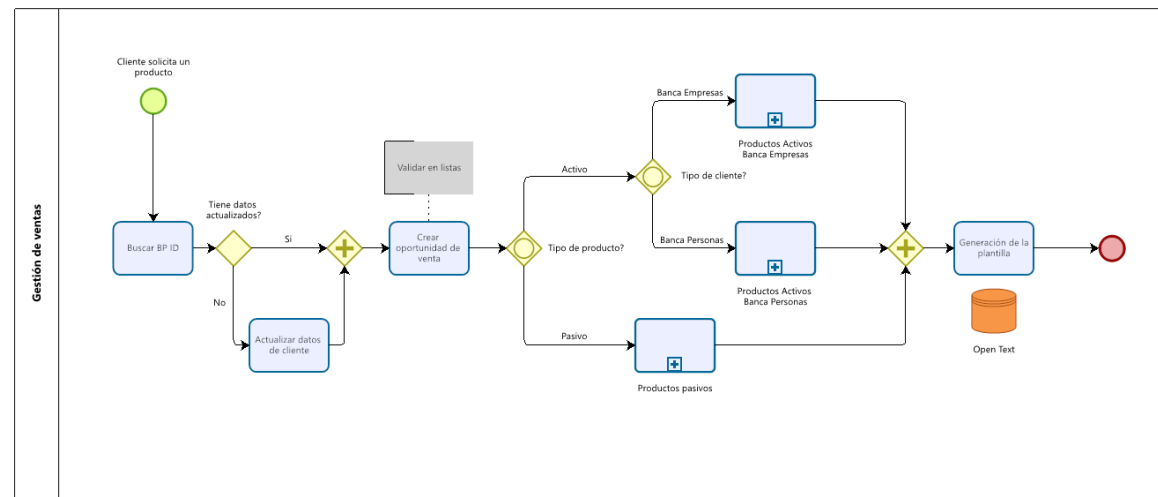 Gestión de ventas
Cliente solicita un
producto
Buscar BP ID
Tiene datos
actualizados?
Si
No
Actualizar datos
de cliente
Validar en listas
Crear
oportunidad de
venta
Tipo de producto?
Activo
Pasivo
Tipo de cliente?
Banca Empresas
Banca Personas
Productos Activos
Banca Empresas
Productos Activos
Banca Personas
Productos pasivos
Generación de la
plantilla
Open Text